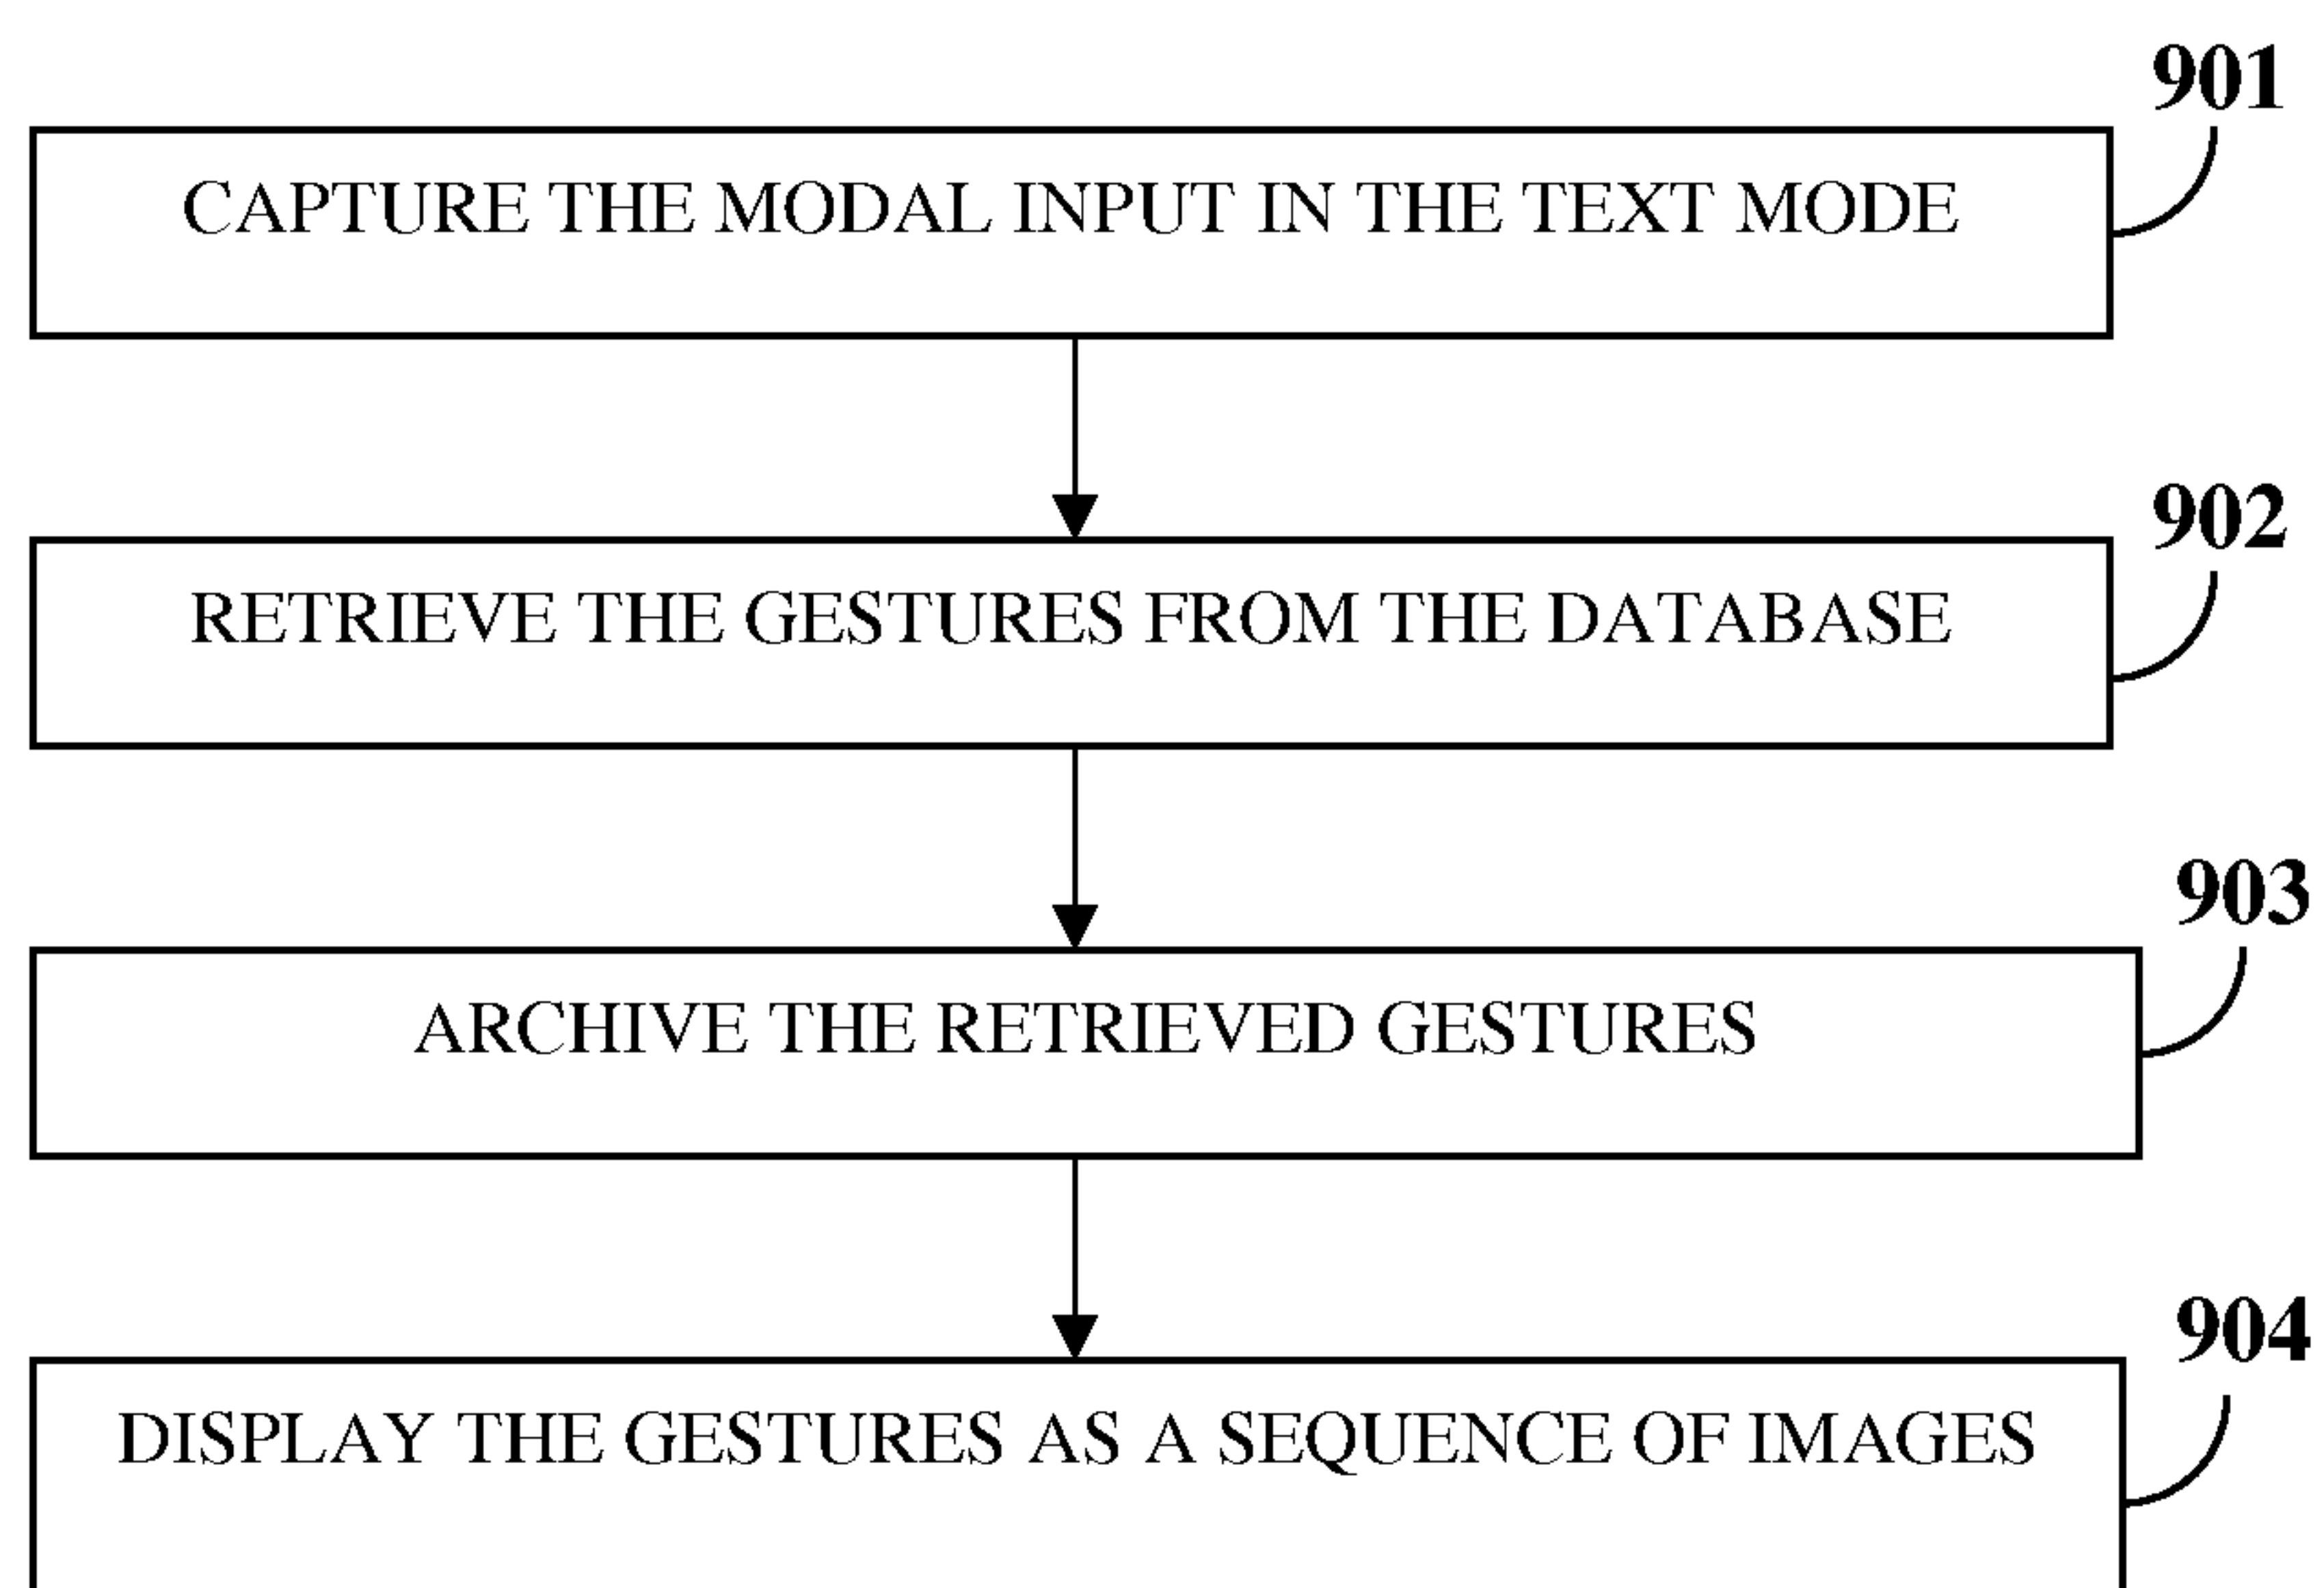 901
CAPTURE THE MODAL INPUT IN THE TEXT MODE
902
RETRIEVE THE GESTURES FROM THE DATABASE
903
ARCHIVE THE RETRIEVED GESTURES
904
DISPLAY THE GESTURES AS A SEQUENCE OF IMAGES